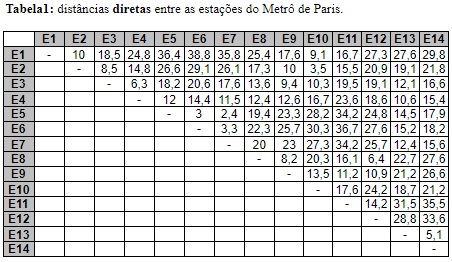 Tabela1: distâncias diretas entre as estações do Metrô de Paris.
E1 E2 E3 E4 E5 E6 E7 E8 E9 E10 E11 E12 E13 E14
E1 - 10 18,5 24,8 36,4 38,8 35,8 25,4 17,6 9,1 16,7 27,3 27,6 29,8
E2 - 8,5 14,8 26,6 29,1 26,1 17,3 10 3,5 15,5 20,9 19,1 21,8
E3 - 6,3 18,2 20,6 17,6 13,6 9,4 10,3 19,5 19,1 12,1 16,6
E4 - 12 14,4 11,5 12,4 12,6 16,7 23,6 18,6 10,6 15,4
E5 - 3 2,4 19,4 23,3 28,2 34,2 24,8 14,5 17,9
E6 - 3,3 22,3 25,7 30,3 36,7 27,6 15,2 18,2
E7 - 20 23 27,3 34,2 25,7 12,4 15,6
E8 - 8,2 20,3 16,1 6,4 22,7 27,6
E9 - 13,5 11,2 10,9 21,2 26,6
E10 - 17,6 24,2 18,7 21,2
E11 - 14,2 31,5 35,5
E12 - 28,8 33,6
E13 - 5,1
E14 -